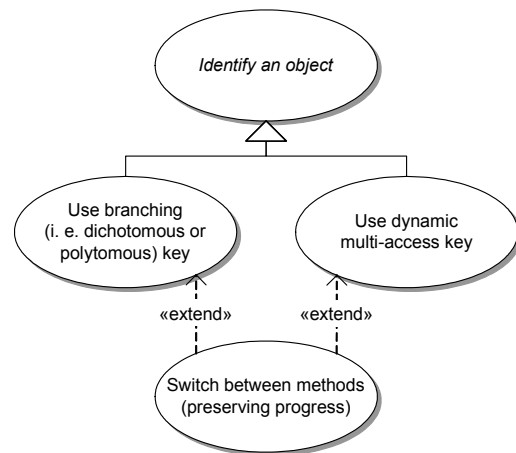 Identify an object
Use branching
(i. e. dichotomous or
polytomous) key
Use dynamic
multi-access key
«extend»
«extend»
Switch between methods
(preserving progress)